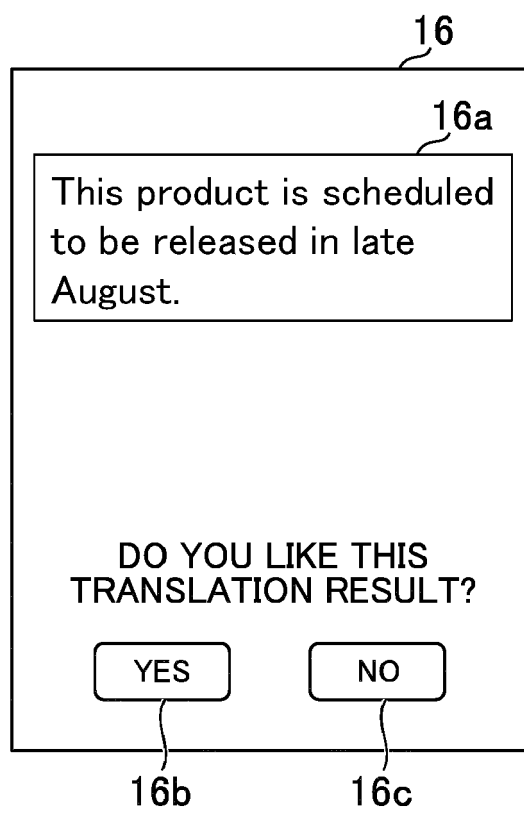 16
16a
This product is scheduled
to be released in late
August.
DO YOU LIKE THIS
TRANSLATION RESULT?
YES NO
16b 16c